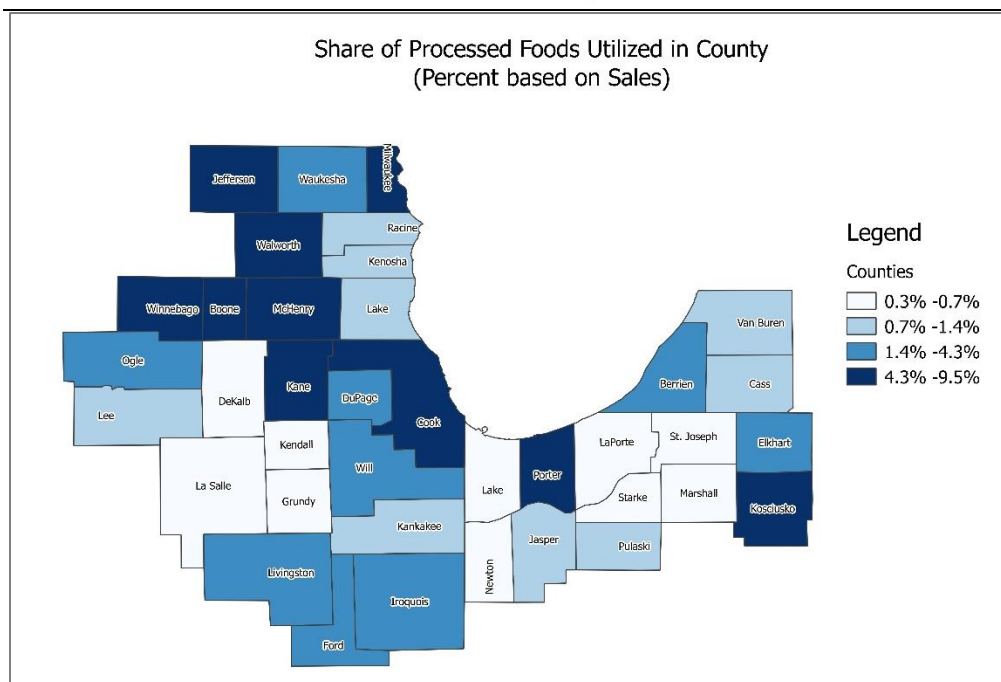 Share of Processed Foods Utilized in County
(Percent based on Sales)
Jefferson
Waukesha
Milwaukee
Walworth
Racine
Kenosha
Winnebago
Boone
McHenry
Lake
Ogle
DeKalb
Kane
DuPage
Cook
Lee
Kendall
Will
La Salle
Grundy
Kankakee
Livingston
Iroquois
Ford
Lake
Porter
LaPorte
St. Joseph
Starke
Marshall
Newton
Jasper
Pulaski
Berrien
Van Buren
Cass
Elkhart
Kosciusko
Legend
Counties
0.3% -0.7%
0.7% -1.4%
1.4% -4.3%
4.3% -9.5%